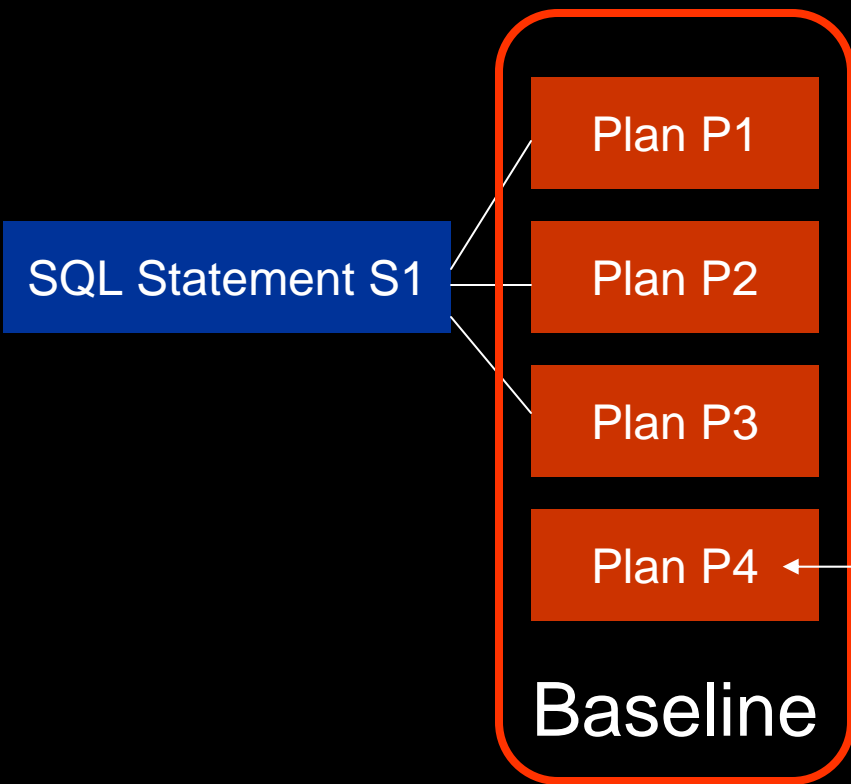 Plan P1
SQL Statement S1
Plan P2
Plan P3
Plan P4
Baseline